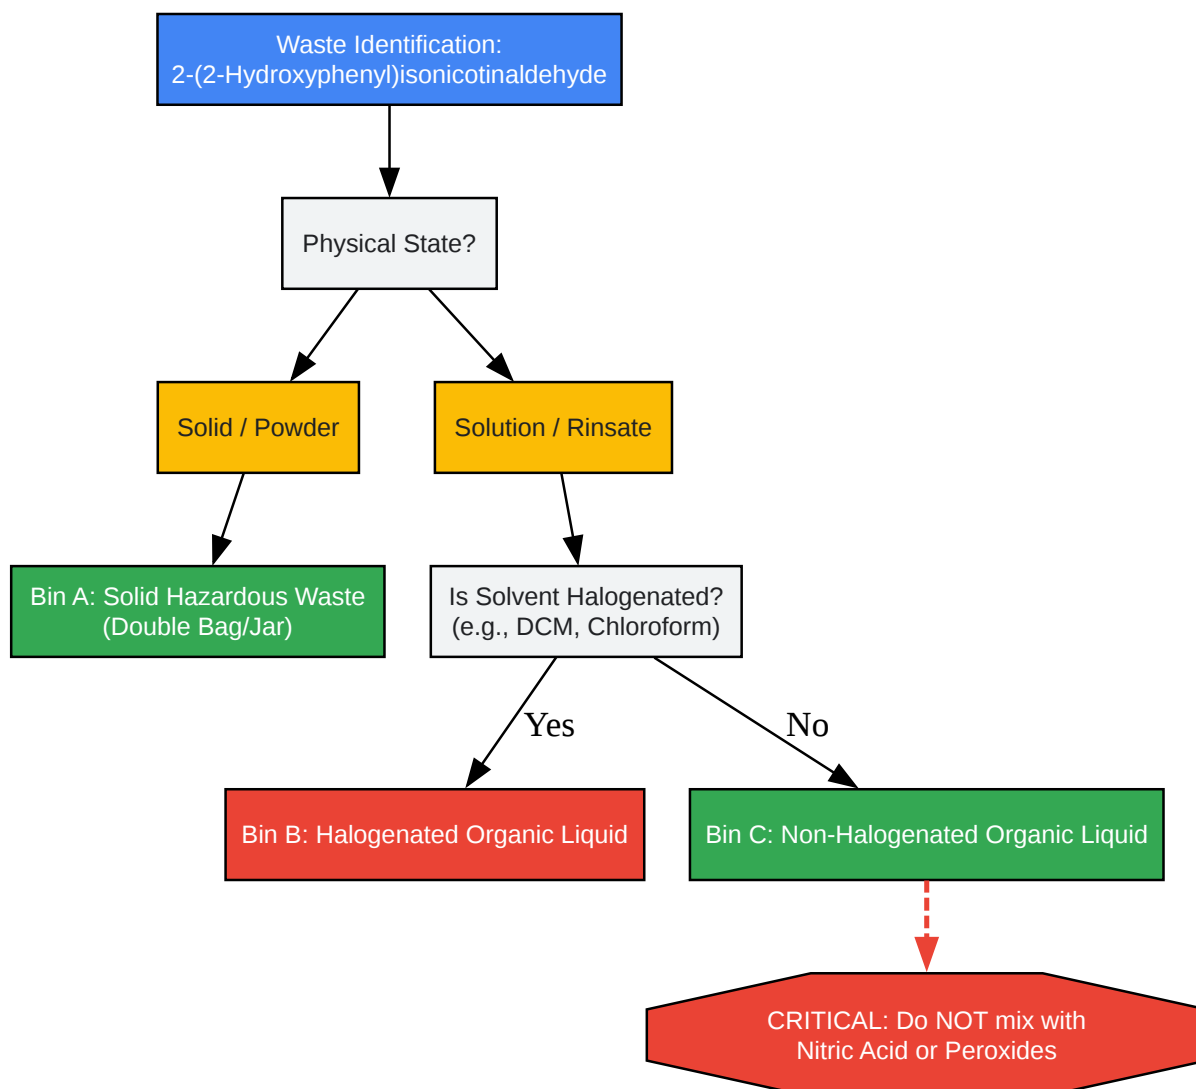 Waste Identification:
2-(2-Hydroxyphenyl)isonicotinaldehyde
Physical State?
Solid / Powder
Solution / Rinsate
Bin A: Solid Hazardous Waste
(Double Bag/Jar)
Is Solvent Halogenated?
(e.g., DCM, Chloroform)
Yes
No
Bin B: Halogenated Organic Liquid
Bin C: Non-Halogenated Organic Liquid
CRITICAL: Do NOT mix with
Nitric Acid or Peroxides